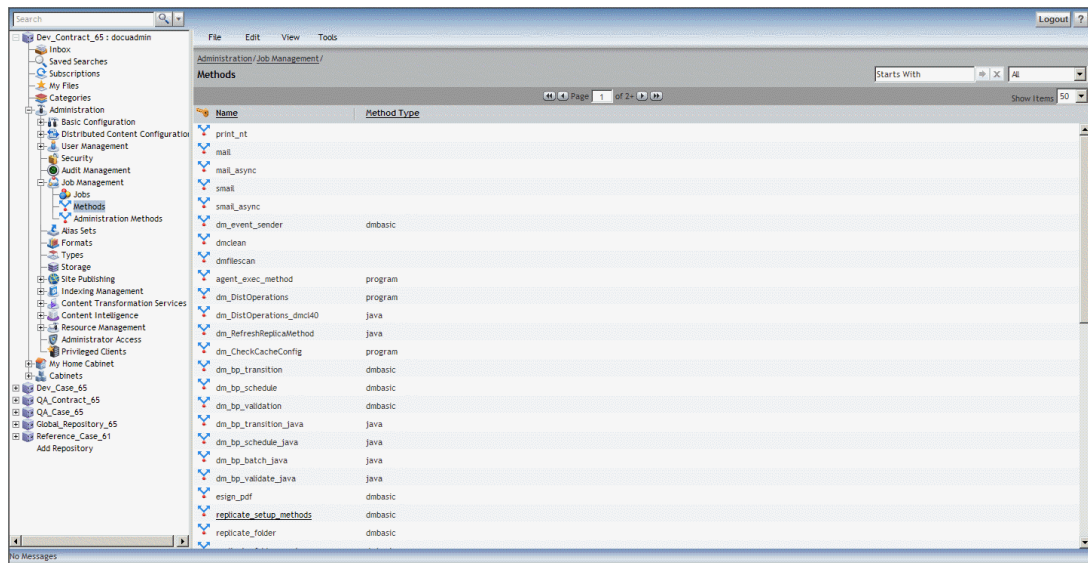 Search
Logout
?
Dev_Contract_65 : docuadmin
Inbox
Saved Searches
Subscriptions
My Files
Categories
Administration
Basic Configuration
Distributed Content Configuration
User Management
Security
Audit Management
Job Management
Jobs
Methods
Administration Methods
Alias Sets
Formats
Types
Storage
Site Publishing
Indexing Management
Content Transformation Services
Content Intelligence
Resource Management
Administrator Access
Privileged Clients
My Home Cabinet
Cabinets
Dev_Case_65
QA_Contract_65
QA_Case_65
Global_Repository_65
Reference_Case_61
Add Repository
File Edit View Tools
Administration/Job Management/
Methods
Starts With
All
Page 1 of 2+
Show Items 50
Name Method Type
print_nt
mail
mail_async
smail
smail_async
dm_event_sender dmbasic
dmclean
dmfilescan
agent_exec_method program
dm_DistOperations program
dm_DistOperations_dmcl40 java
dm_RefreshReplicaMethod java
dm_CheckCacheConfig program
dm_bp_transition dmbasic
dm_bp_schedule dmbasic
dm_bp_validation dmbasic
dm_bp_transition_java java
dm_bp_schedule_java java
dm_bp_batch_java java
dm_bp_validate_java java
esign_pdf dmbasic
replicate_setup_methods dmbasic
replicate_folder dmbasic
No Messages